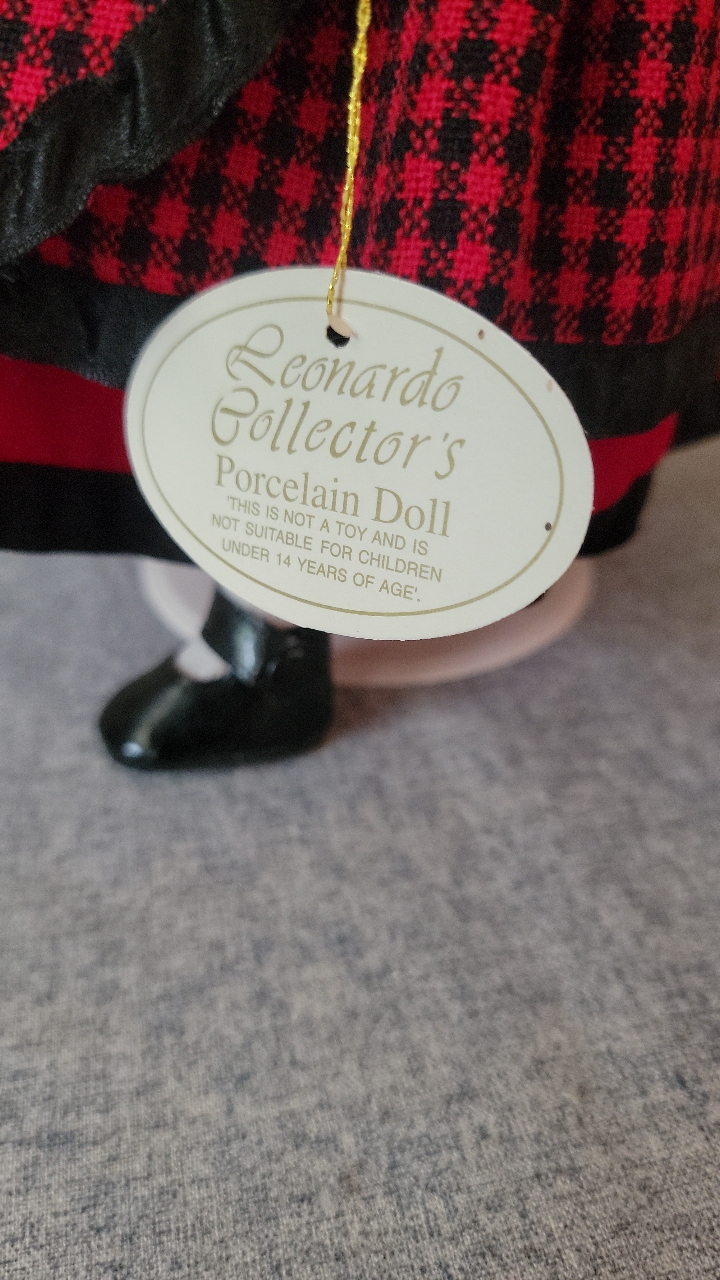 Leonardo
Collector's
Porcelain Doll
'THIS IS NOT A TOY AND IS
NOT SUITABLE FOR CHILDREN
UNDER 14 YEARS OF AGE'.